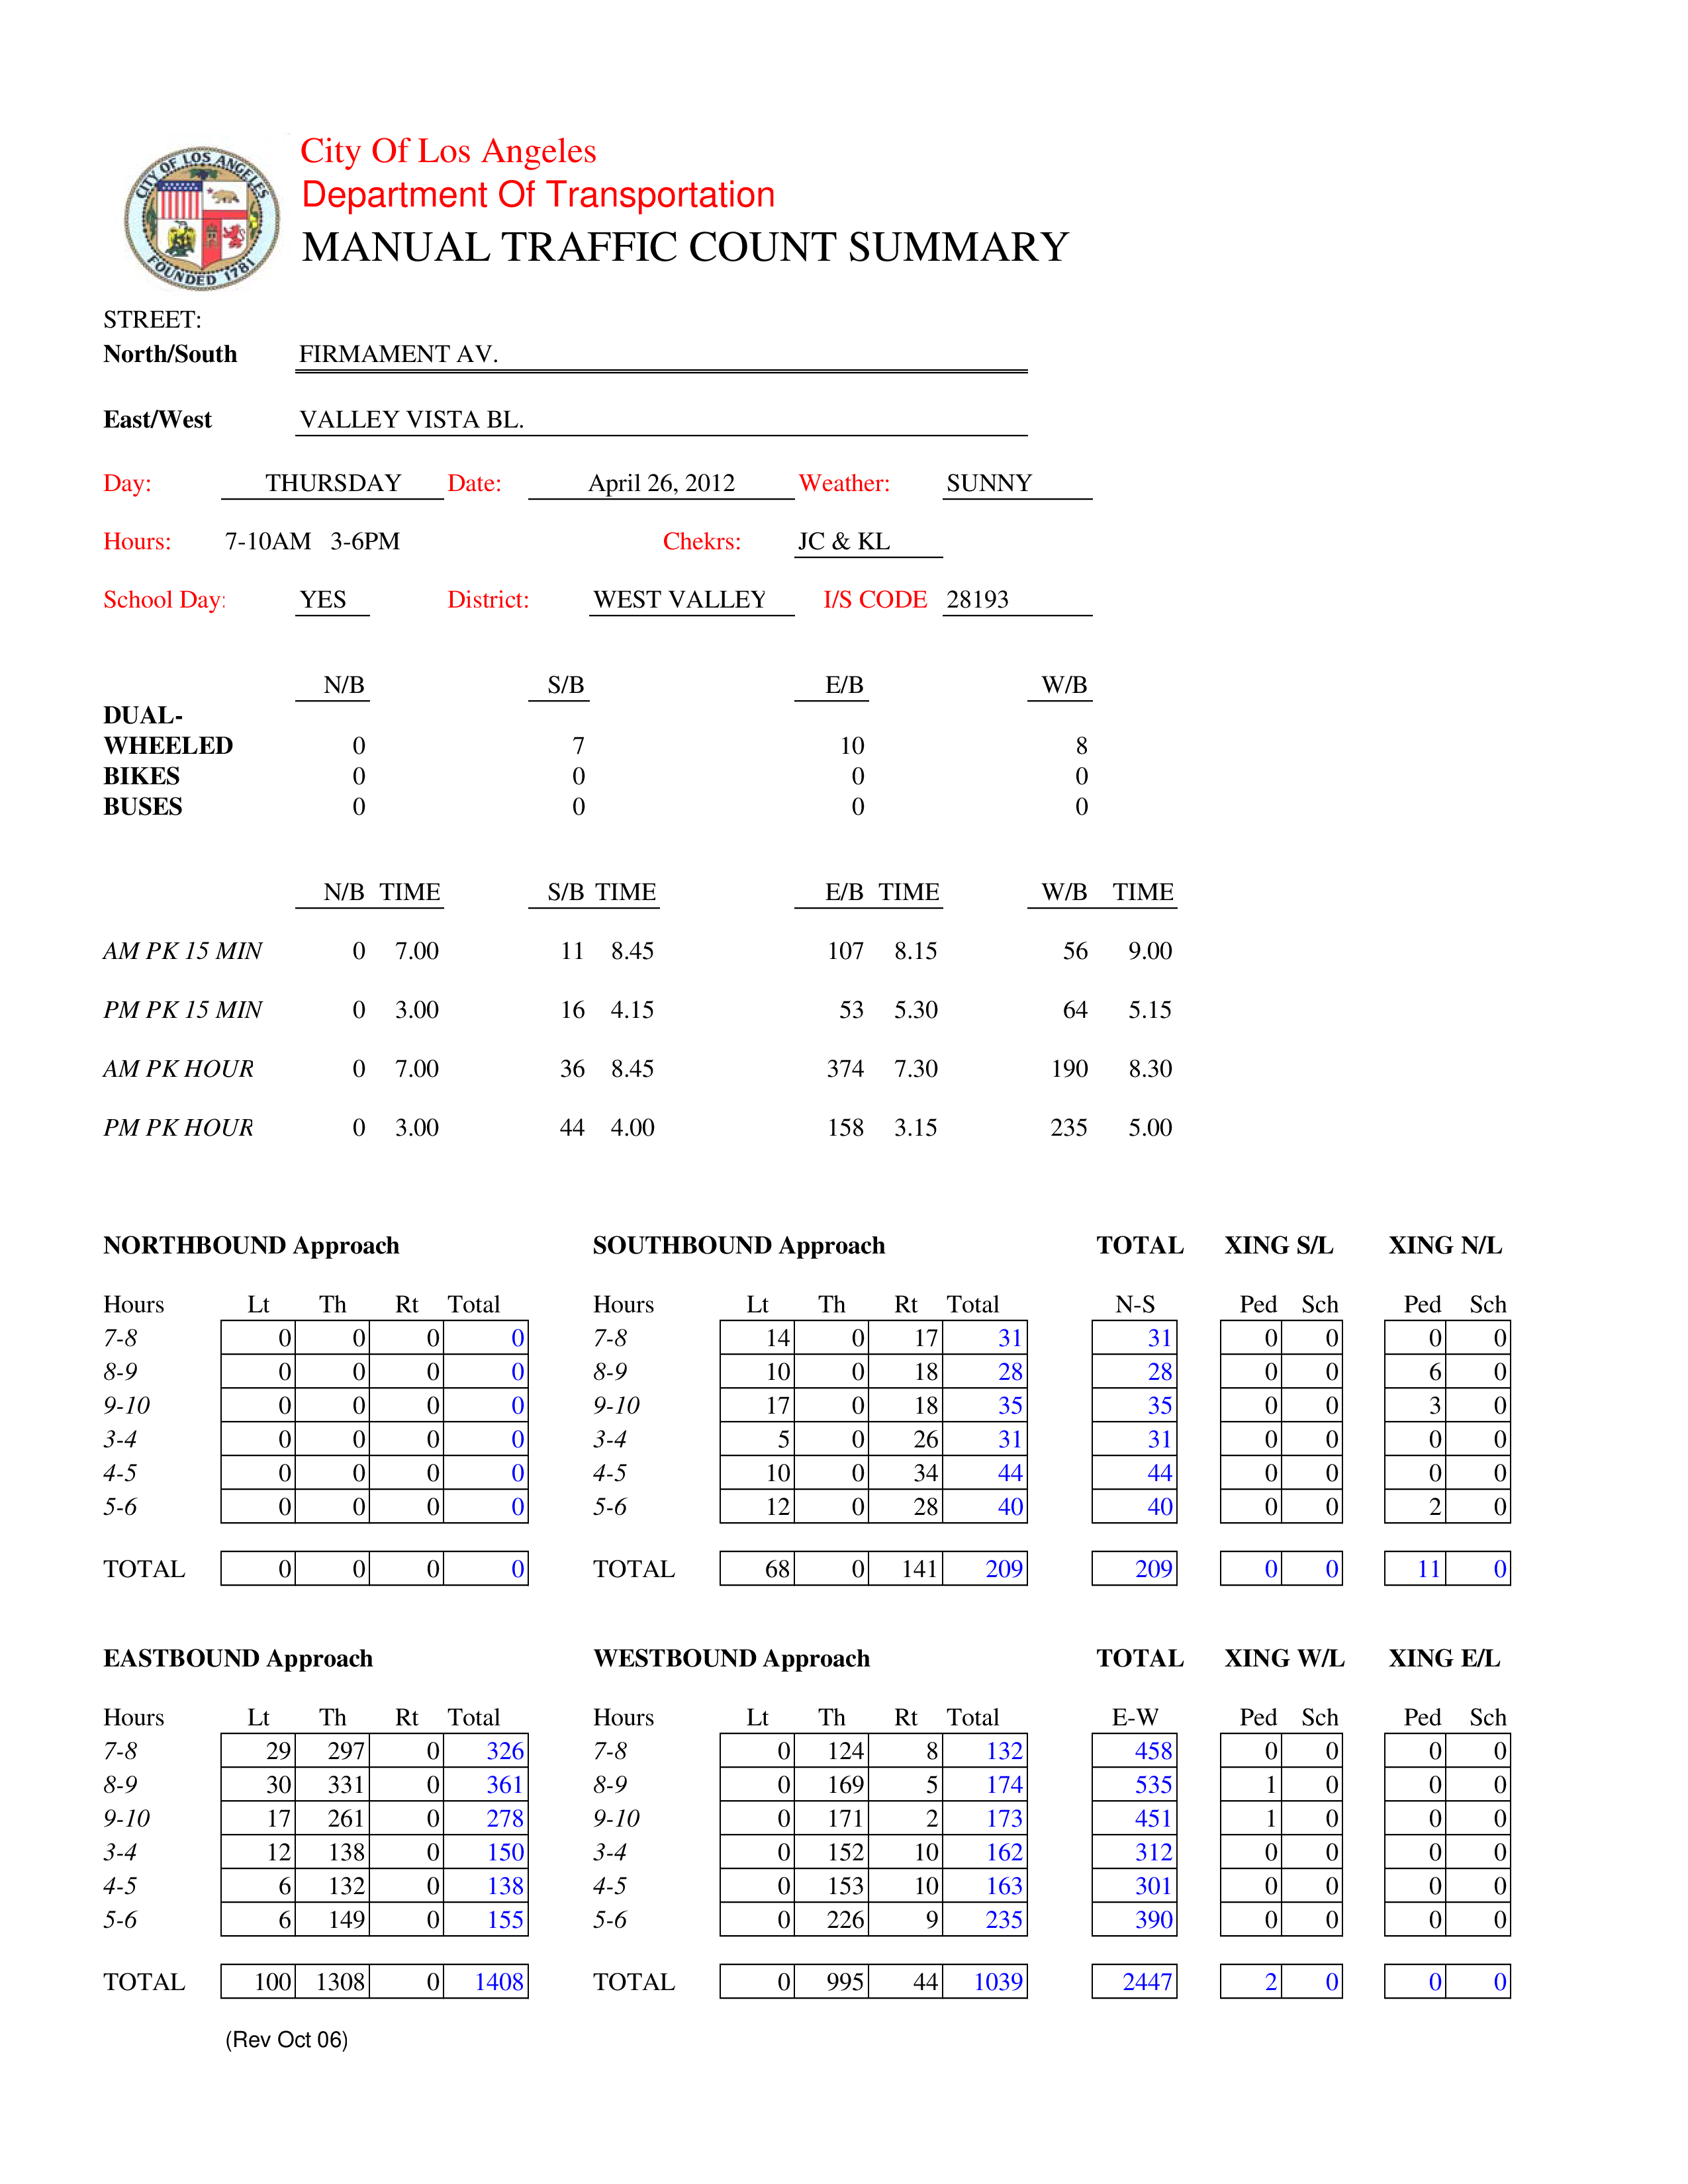 CITY OF LOS ANGELES
FOUNDED 1781
City Of Los Angeles
Department Of Transportation
MANUAL TRAFFIC COUNT SUMMARY
STREET:
North/South FIRMAMENT AV.
East/West VALLEY VISTA BL.
Day: THURSDAY Date: April 26, 2012 Weather: SUNNY
Hours: 7-10AM 3-6PM Chekrs: JC & KL
School Day: YES District: WEST VALLEY I/S CODE 28193
N/B S/B E/B W/B
DUAL-
WHEELED 0 7 10 8
BIKES 0 0 0 0
BUSES 0 0 0 0
N/B TIME S/B TIME E/B TIME W/B TIME
AM PK 15 MIN 0 7.00 11 8.45 107 8.15 56 9.00
PM PK 15 MIN 0 3.00 16 4.15 53 5.30 64 5.15
AM PK HOUR 0 7.00 36 8.45 374 7.30 190 8.30
PM PK HOUR 0 3.00 44 4.00 158 3.15 235 5.00
NORTHBOUND Approach SOUTHBOUND Approach TOTAL XING S/L XING N/L
Hours Lt Th Rt Total Hours Lt Th Rt Total N-S Ped Sch Ped Sch
7-8 0 0 0 0 7-8 14 0 17 31 31 0 0 0 0
8-9 0 0 0 0 8-9 10 0 18 28 28 0 0 6 0
9-10 0 0 0 0 9-10 17 0 18 35 35 0 0 3 0
3-4 0 0 0 0 3-4 5 0 26 31 31 0 0 0 0
4-5 0 0 0 0 4-5 10 0 34 44 44 0 0 0 0
5-6 0 0 0 0 5-6 12 0 28 40 40 0 0 2 0
TOTAL 0 0 0 0 TOTAL 68 0 141 209 209 0 0 11 0
EASTBOUND Approach WESTBOUND Approach TOTAL XING W/L XING E/L
Hours Lt Th Rt Total Hours Lt Th Rt Total E-W Ped Sch Ped Sch
7-8 29 297 0 326 7-8 0 124 8 132 458 0 0 0 0
8-9 30 331 0 361 8-9 0 169 5 174 535 1 0 0 0
9-10 17 261 0 278 9-10 0 171 2 173 451 1 0 0 0
3-4 12 138 0 150 3-4 0 152 10 162 312 0 0 0 0
4-5 6 132 0 138 4-5 0 153 10 163 301 0 0 0 0
5-6 6 149 0 155 5-6 0 226 9 235 390 0 0 0 0
TOTAL 100 1308 0 1408 TOTAL 0 995 44 1039 2447 2 0 0 0
(Rev Oct 06)